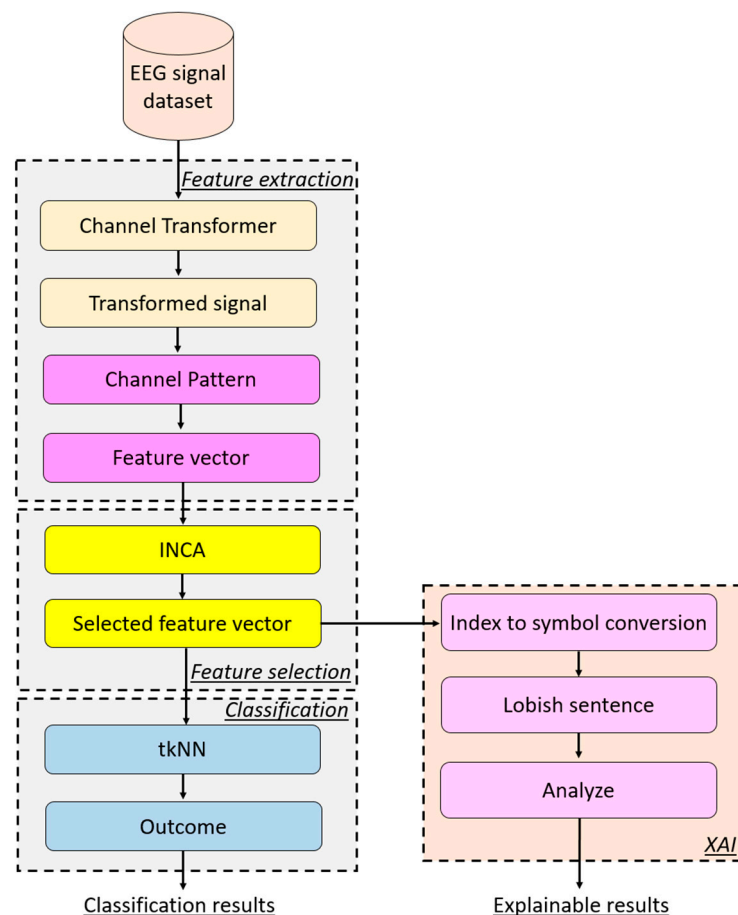 EEG signal
dataset
Feature extraction
Channel Transformer
Transformed signal
Channel Pattern
Feature vector
INCA
Selected feature vector
Feature selection
Classification
tkNN
Outcome
Classification results
Index to symbol conversion
Lobish sentence
Analyze
XAI
Explainable results